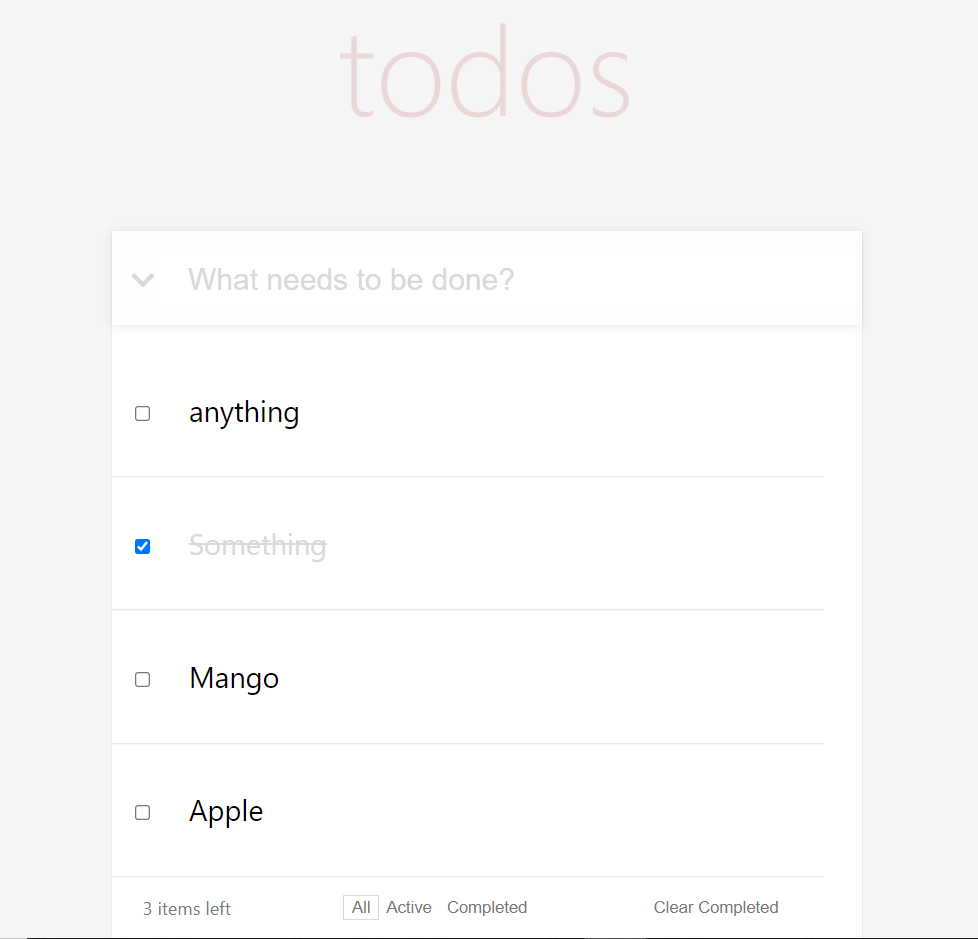 todos
What needs to be done?
anything
Something
Mango
Apple
3 items left All Active Completed Clear Completed